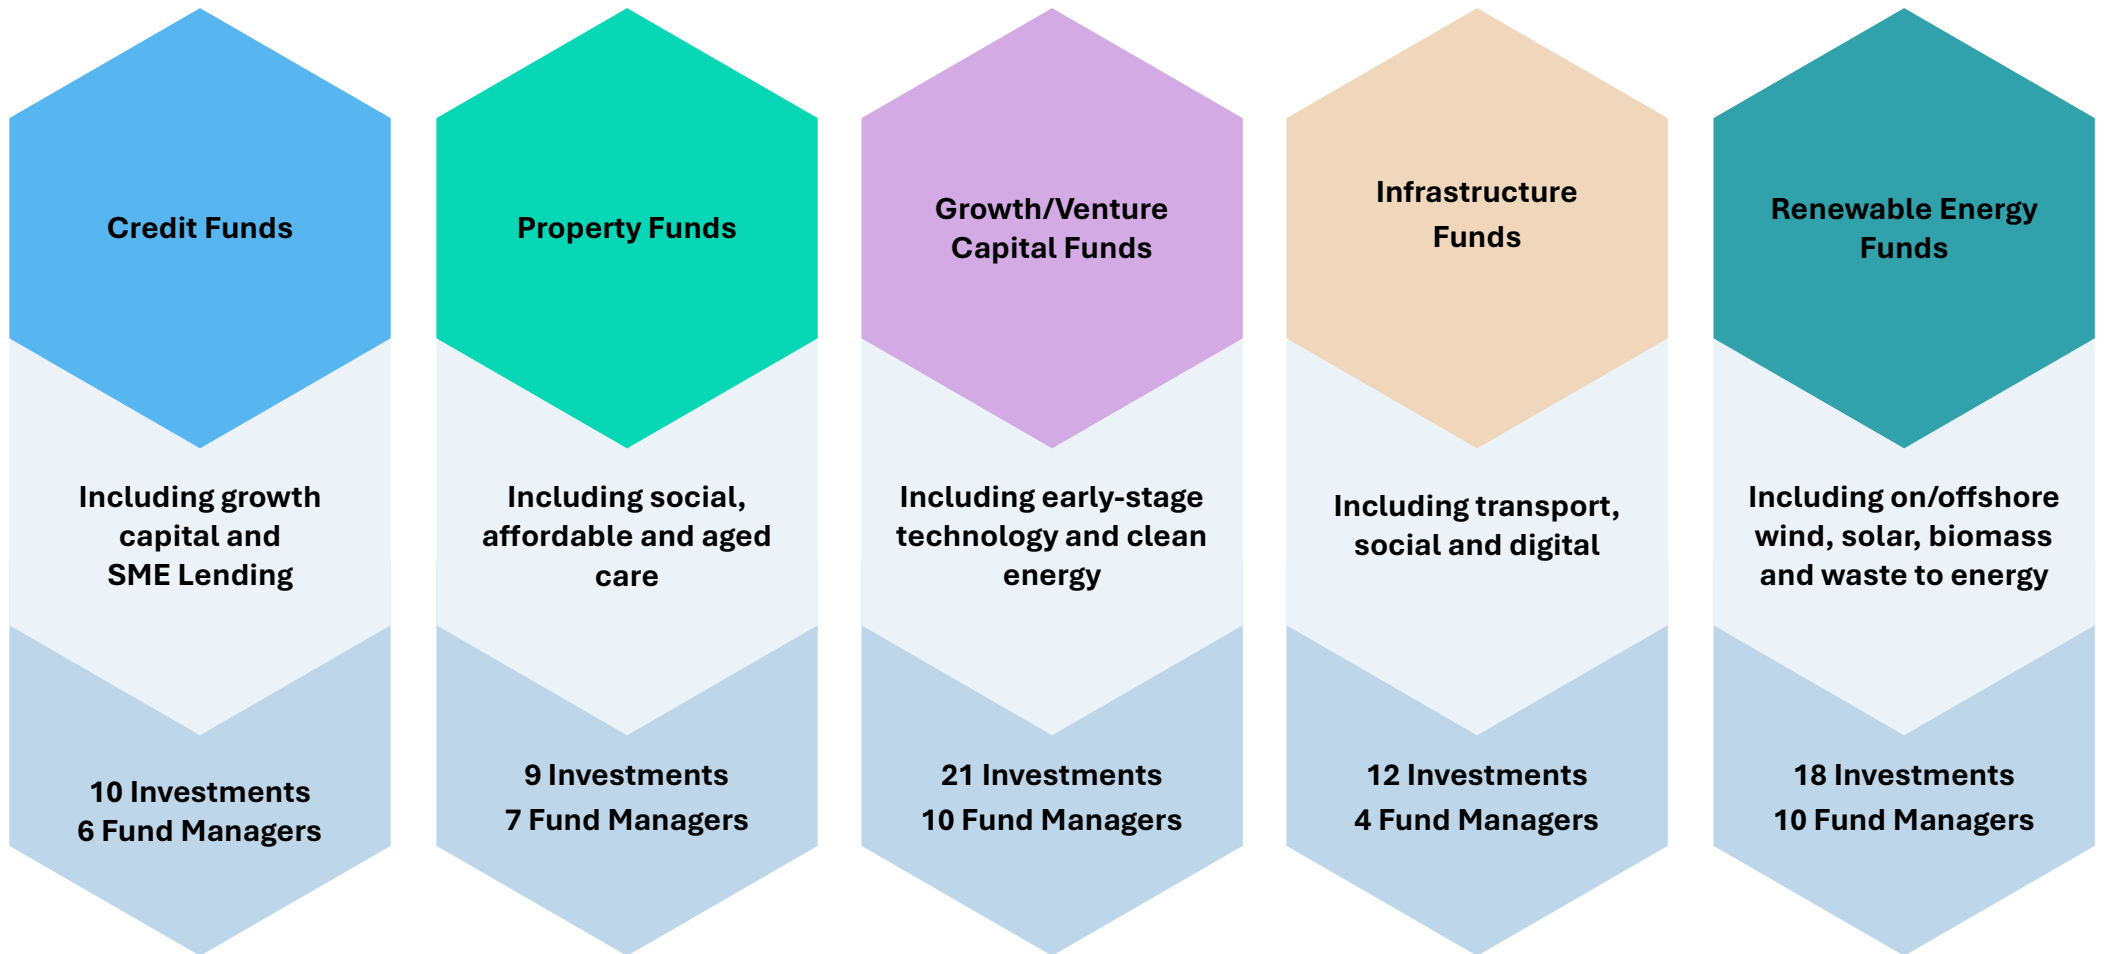 Credit Funds
Including growth
capital and
SME Lending
10 Investments
6 Fund Managers
Property Funds
Including social,
affordable and aged
care
9 Investments
7 Fund Managers
Growth/Venture
Capital Funds
Including early-stage
technology and clean
energy
21 Investments
10 Fund Managers
Infrastructure
Funds
Including transport,
social and digital
12 Investments
4 Fund Managers
Renewable Energy
Funds
Including on/offshore
wind, solar, biomass
and waste to energy
18 Investments
10 Fund Managers